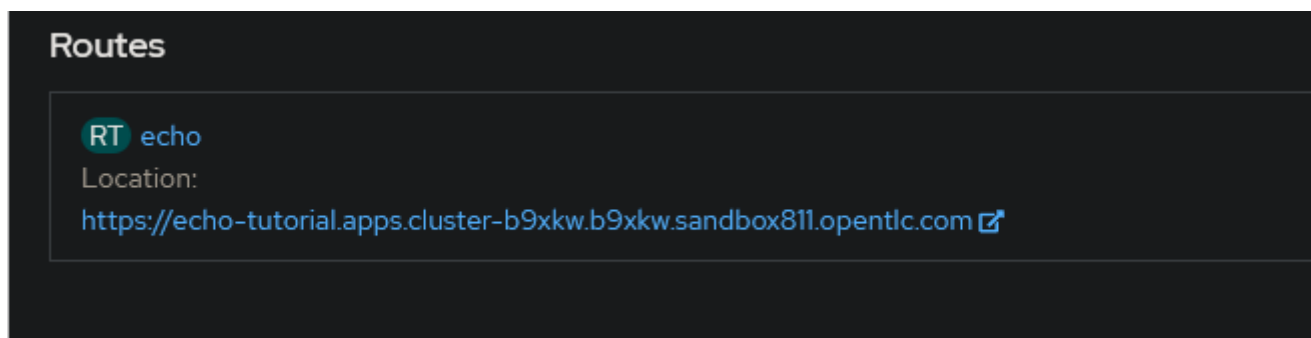 Routes
RT echo
Location:
https://echo-tutorial.apps.cluster-b9xkw.b9xkw.sandbox811.opentlc.com